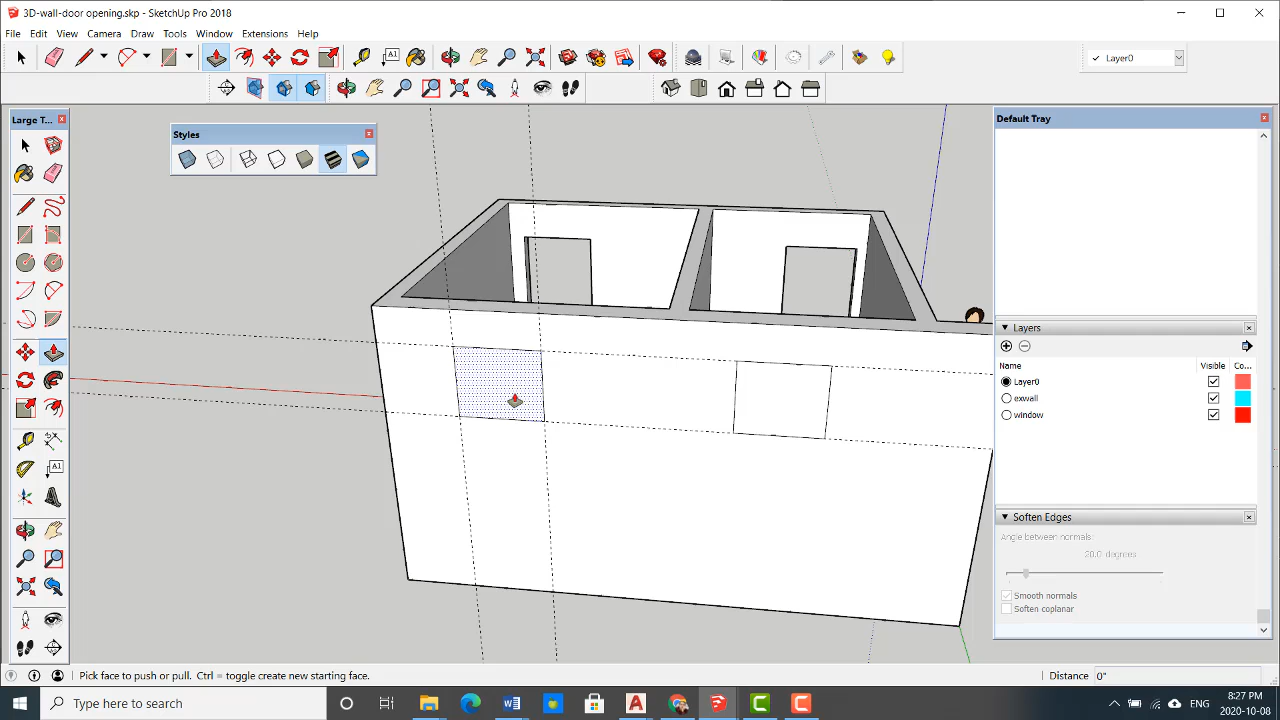 3D-wall-door opening.skp - SketchUp Pro 2018
File Edit View Camera Draw Tools Window Extensions Help
Layer0
Large T...
Styles
Default Tray
Layers
Name Visible Co...
Layer0
exwall
window
Soften Edges
Angle between normals:
20.0 degrees
Smooth normals
Soften coplanar
Pick face to push or pull. Ctrl = toggle create new starting face.
Distance 0"
Type here to search
ENG
8:27 PM
2020-10-08